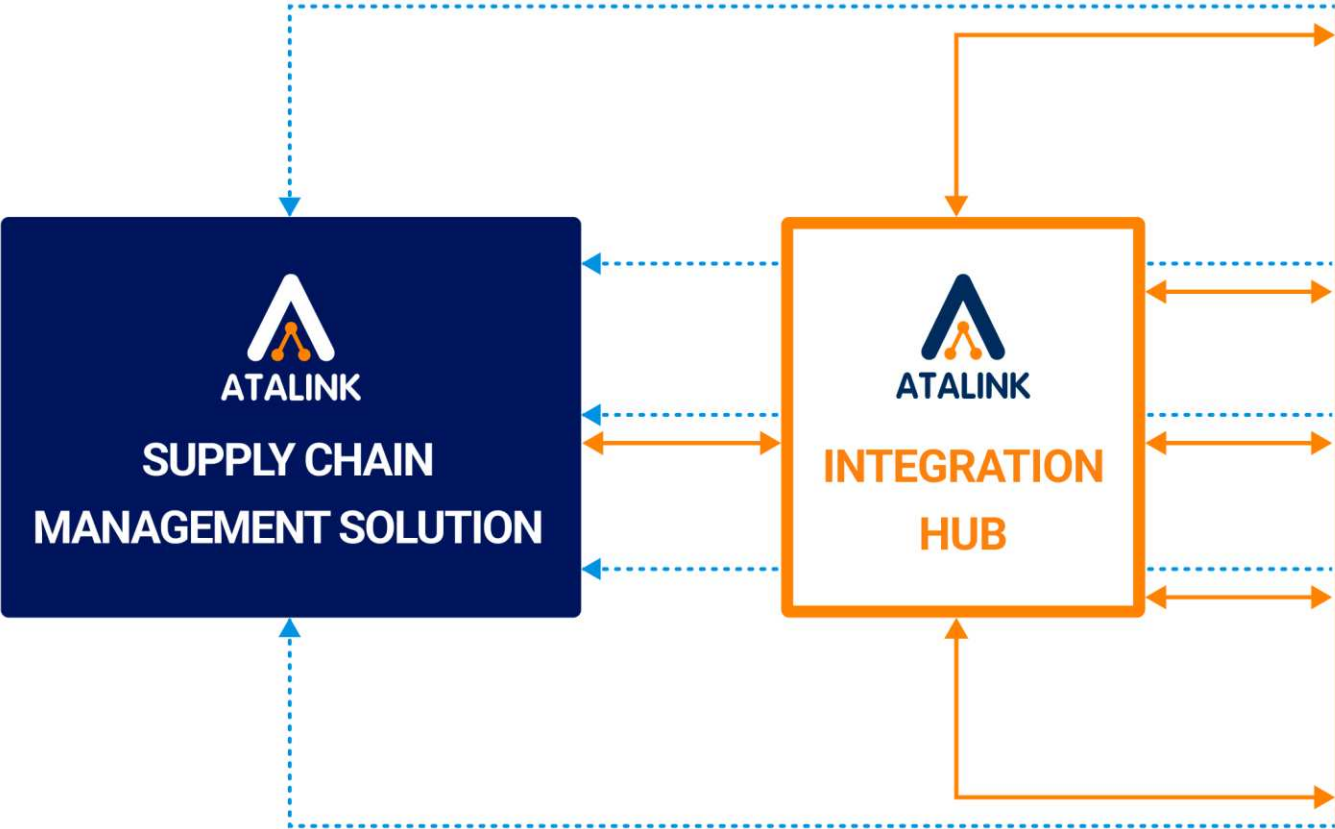 ATALINK
SUPPLY CHAIN
MANAGEMENT SOLUTION
ATALINK
INTEGRATION
HUB